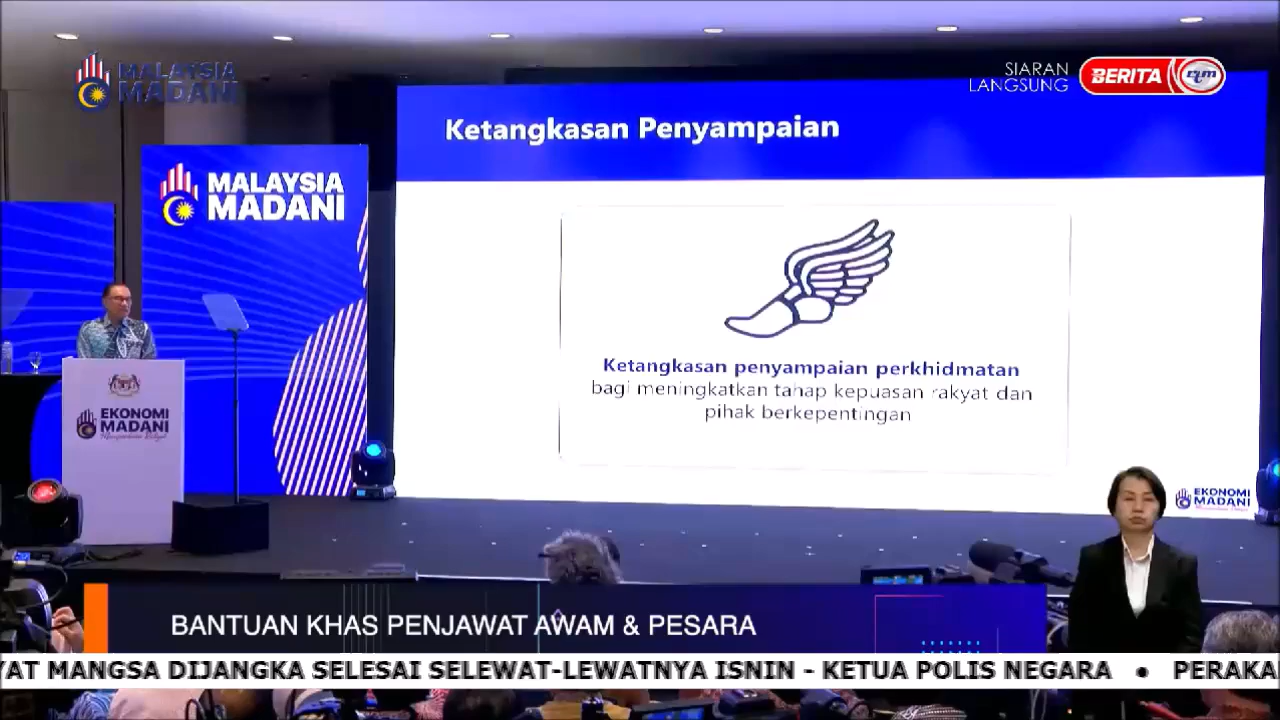 MALAYSIA
MADANI
SIARAN
LANGSUNG
BERITA rtm
Ketangkasan Penyampaian
MALAYSIA
MADANI
Ketangkasan penyampaian perkhidmatan
bagi meningkatkan tahap kepuasan rakyat dan
pihak berkepentingan
EKONOMI
MADANI
EKONOMI
MADANI
BANTUAN KHAS PENJAWAT AWAM & PESARA
YAT MANGSA DIJANGKA SELESAI SELEWAT-LEWATNYA ISNIN - KETUA POLIS NEGARA • PERAKA